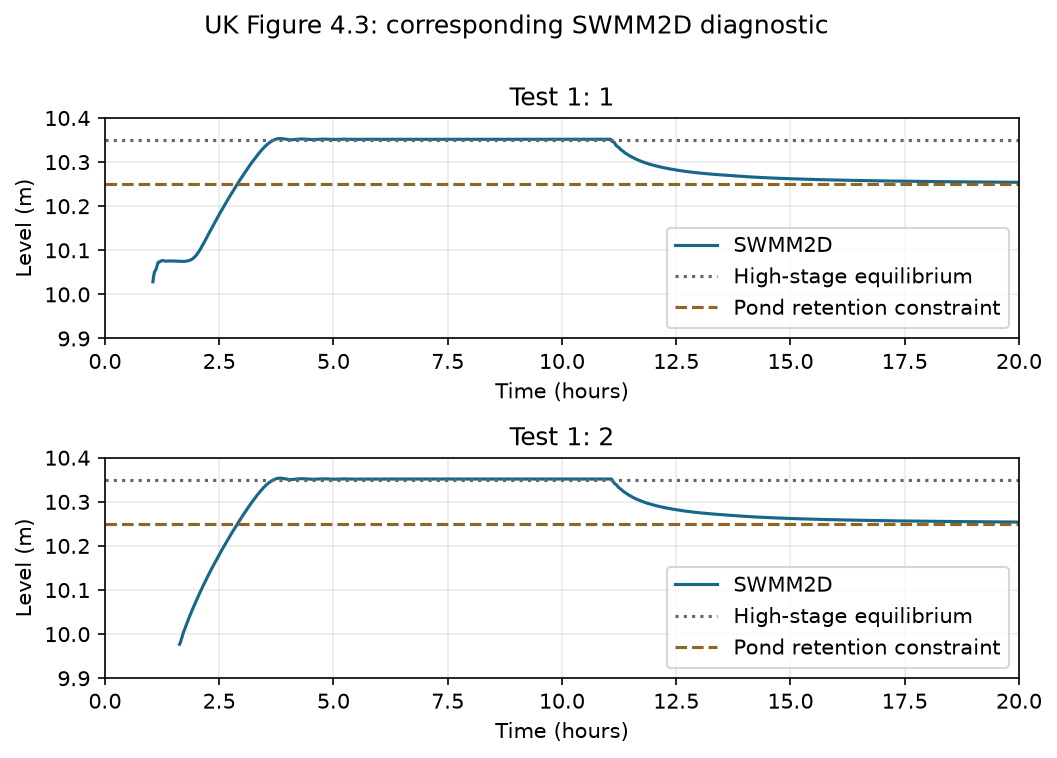 UK Figure 4.3: corresponding SWMM2D diagnostic
Test 1: 1
Level (m)
10.4
10.3
10.2
10.1
10.0
9.9
SWMM2D
High-stage equilibrium
Pond retention constraint
0.0 2.5 5.0 7.5 10.0 12.5 15.0 17.5 20.0
Time (hours)
Test 1: 2
Level (m)
10.4
10.3
10.2
10.1
10.0
9.9
SWMM2D
High-stage equilibrium
Pond retention constraint
0.0 2.5 5.0 7.5 10.0 12.5 15.0 17.5 20.0
Time (hours)